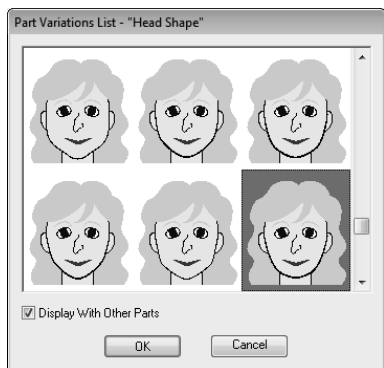 Part Variations List - "Head Shape"
Display With Other Parts
OK
Cancel